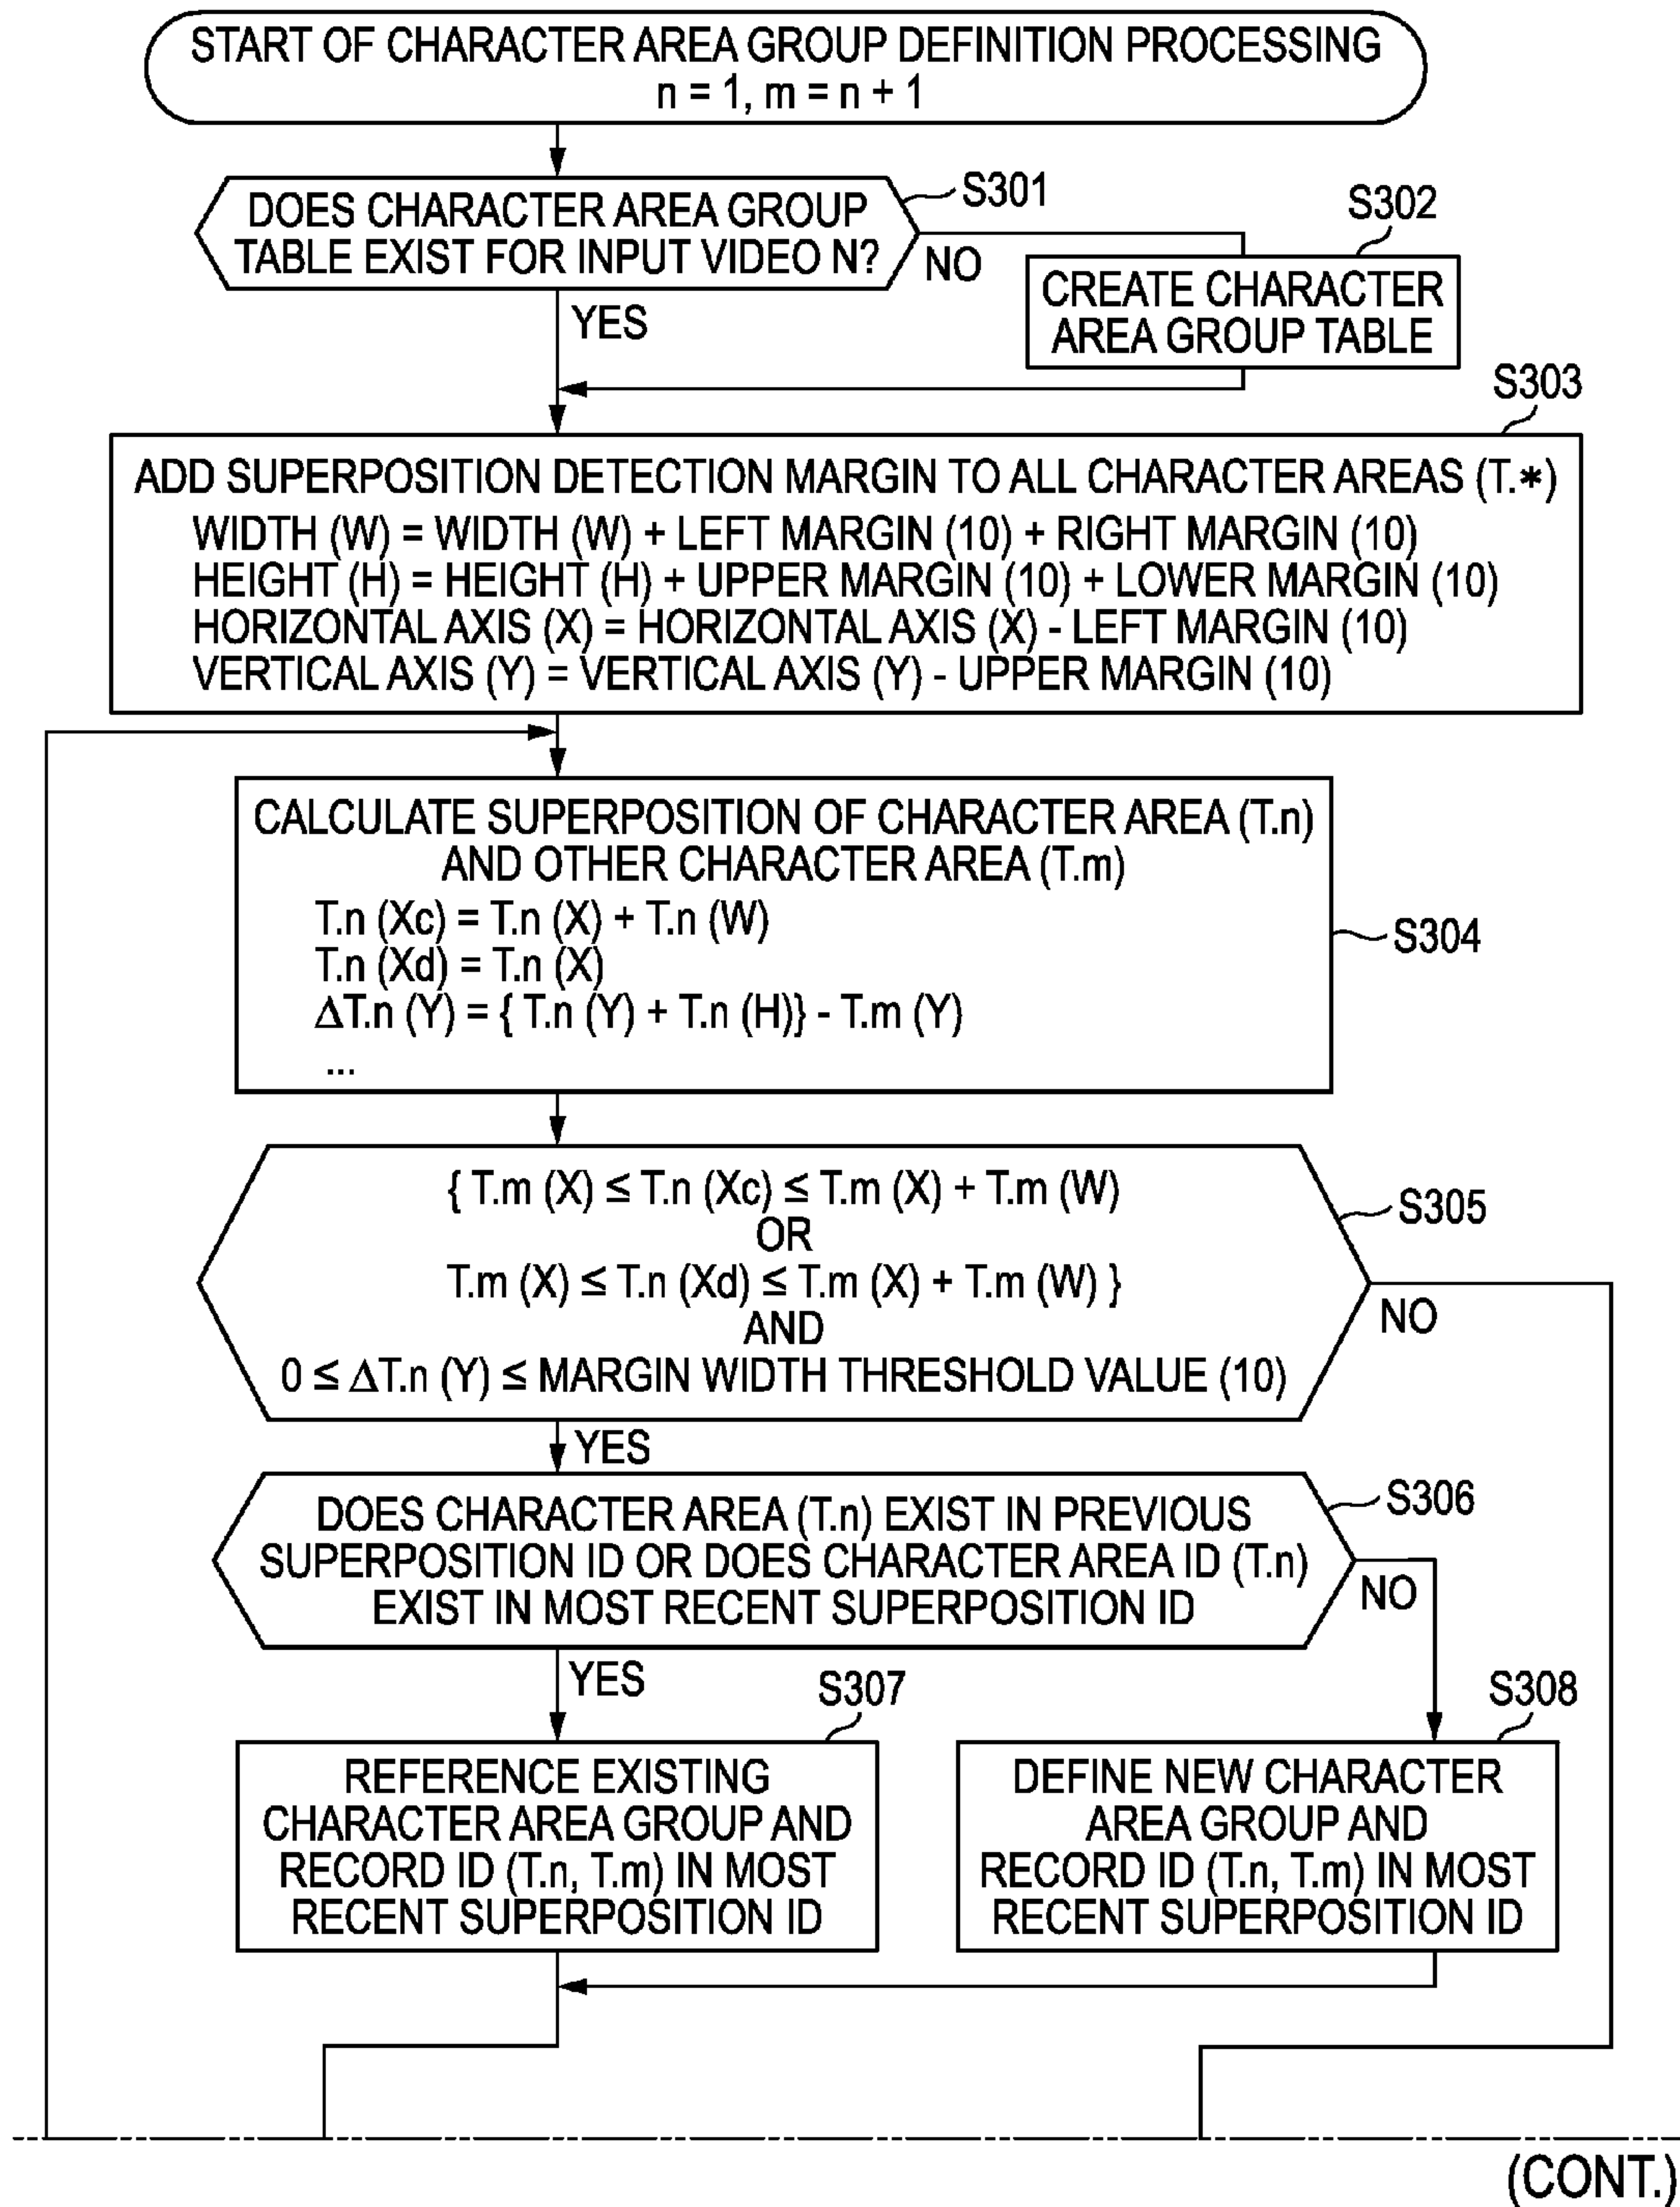 START OF CHARACTER AREA GROUP DEFINITION PROCESSING
n = 1, m = n + 1
DOES CHARACTER AREA GROUP
TABLE EXIST FOR INPUT VIDEO N?
S301
NO
YES
S302
CREATE CHARACTER
AREA GROUP TABLE
S303
ADD SUPERPOSITION DETECTION MARGIN TO ALL CHARACTER AREAS (T.*)
WIDTH (W) = WIDTH (W) + LEFT MARGIN (10) + RIGHT MARGIN (10)
HEIGHT (H) = HEIGHT (H) + UPPER MARGIN (10) + LOWER MARGIN (10)
HORIZONTAL AXIS (X) = HORIZONTAL AXIS (X) - LEFT MARGIN (10)
VERTICAL AXIS (Y) = VERTICAL AXIS (Y) - UPPER MARGIN (10)
CALCULATE SUPERPOSITION OF CHARACTER AREA (T.n)
AND OTHER CHARACTER AREA (T.m)
T.n (Xc) = T.n (X) + T.n (W)
T.n (Xd) = T.n (X)
ΔT.n (Y) = { T.n (Y) + T.n (H)} - T.m (Y)
...
S304
{ T.m (X) ≤ T.n (Xc) ≤ T.m (X) + T.m (W)
OR
T.m (X) ≤ T.n (Xd) ≤ T.m (X) + T.m (W) }
AND
0 ≤ ΔT.n (Y) ≤ MARGIN WIDTH THRESHOLD VALUE (10)
S305
NO
YES
DOES CHARACTER AREA (T.n) EXIST IN PREVIOUS
SUPERPOSITION ID OR DOES CHARACTER AREA ID (T.n)
EXIST IN MOST RECENT SUPERPOSITION ID
S306
NO
YES
S307
REFERENCE EXISTING
CHARACTER AREA GROUP AND
RECORD ID (T.n, T.m) IN MOST
RECENT SUPERPOSITION ID
S308
DEFINE NEW CHARACTER
AREA GROUP AND
RECORD ID (T.n, T.m) IN MOST
RECENT SUPERPOSITION ID
(CONT.)